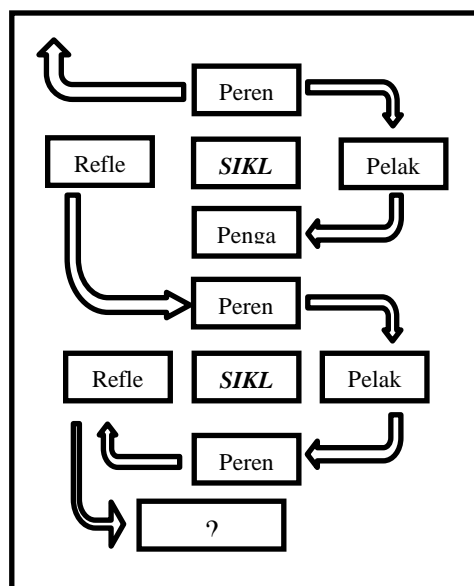 Peren
Refle
SIKL
Pelak
Penga
Peren
Refle
SIKL
Pelak
Peren
?